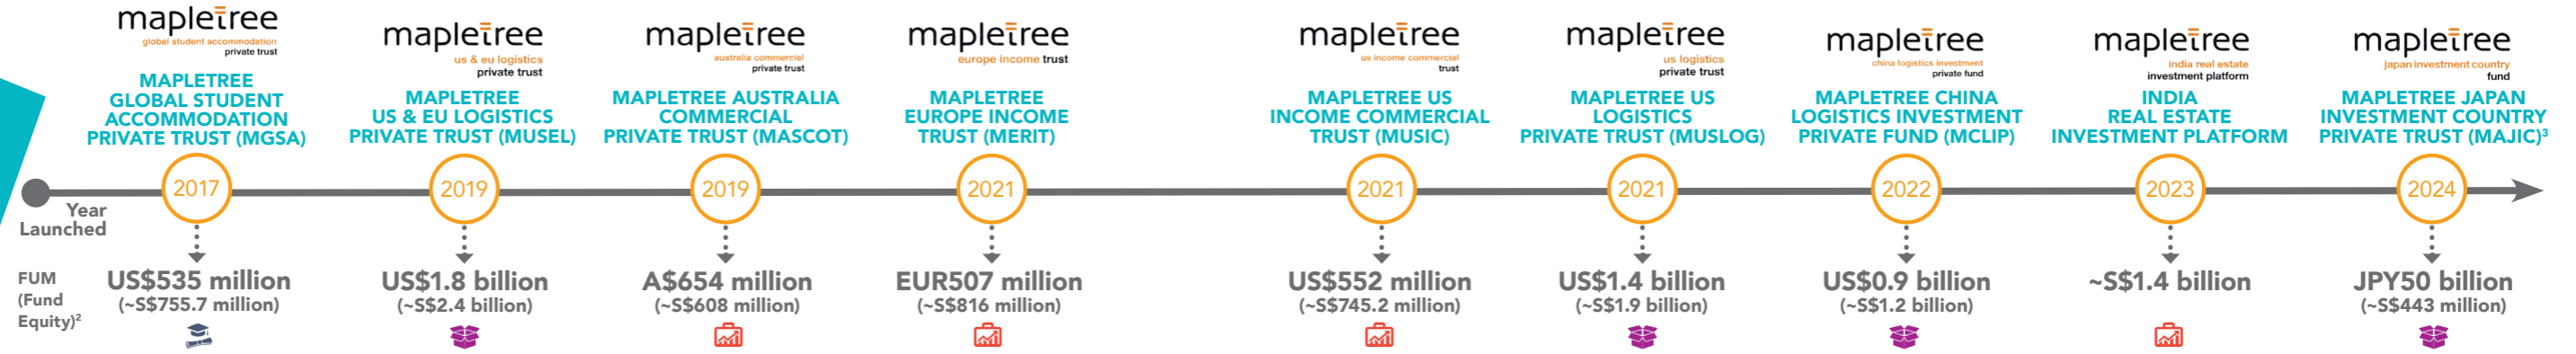 mapletree
global student accommodation
private trust
MAPLETREE
GLOBAL STUDENT
ACCOMMODATION
PRIVATE TRUST (MGSA)
2017
US$535 million
(~S$755.7 million)
mapletree
us & eu logistics
private trust
MAPLETREE
US & EU LOGISTICS
PRIVATE TRUST (MUSEL)
2019
US$1.8 billion
(~S$2.4 billion)
mapletree
australia commercial
private trust
MAPLETREE AUSTRALIA
COMMERCIAL
PRIVATE TRUST (MASCOT)
2019
A$654 million
(~S$608 million)
mapletree
europe income trust
MAPLETREE
EUROPE INCOME
TRUST (MERIT)
2021
EUR507 million
(~S$816 million)
mapletree
us income commercial
trust
MAPLETREE US
INCOME COMMERCIAL
TRUST (MUSIC)
2021
US$552 million
(~S$745.2 million)
mapletree
us logistics
private trust
MAPLETREE US
LOGISTICS
PRIVATE TRUST (MUSLOG)
2021
US$1.4 billion
(~S$1.9 billion)
mapletree
china logistics investment
private fund
MAPLETREE CHINA
LOGISTICS INVESTMENT
PRIVATE FUND (MCLIP)
2022
US$0.9 billion
(~S$1.2 billion)
mapletree
india real estate
investment platform
INDIA
REAL ESTATE
INVESTMENT PLATFORM
2023
~S$1.4 billion
mapletree
japan investment country
fund
MAPLETREE JAPAN
INVESTMENT COUNTRY
PRIVATE TRUST (MAJIC)³
2024
JPY50 billion
(~S$443 million)
Year
Launched
FUM
(Fund
Equity)²